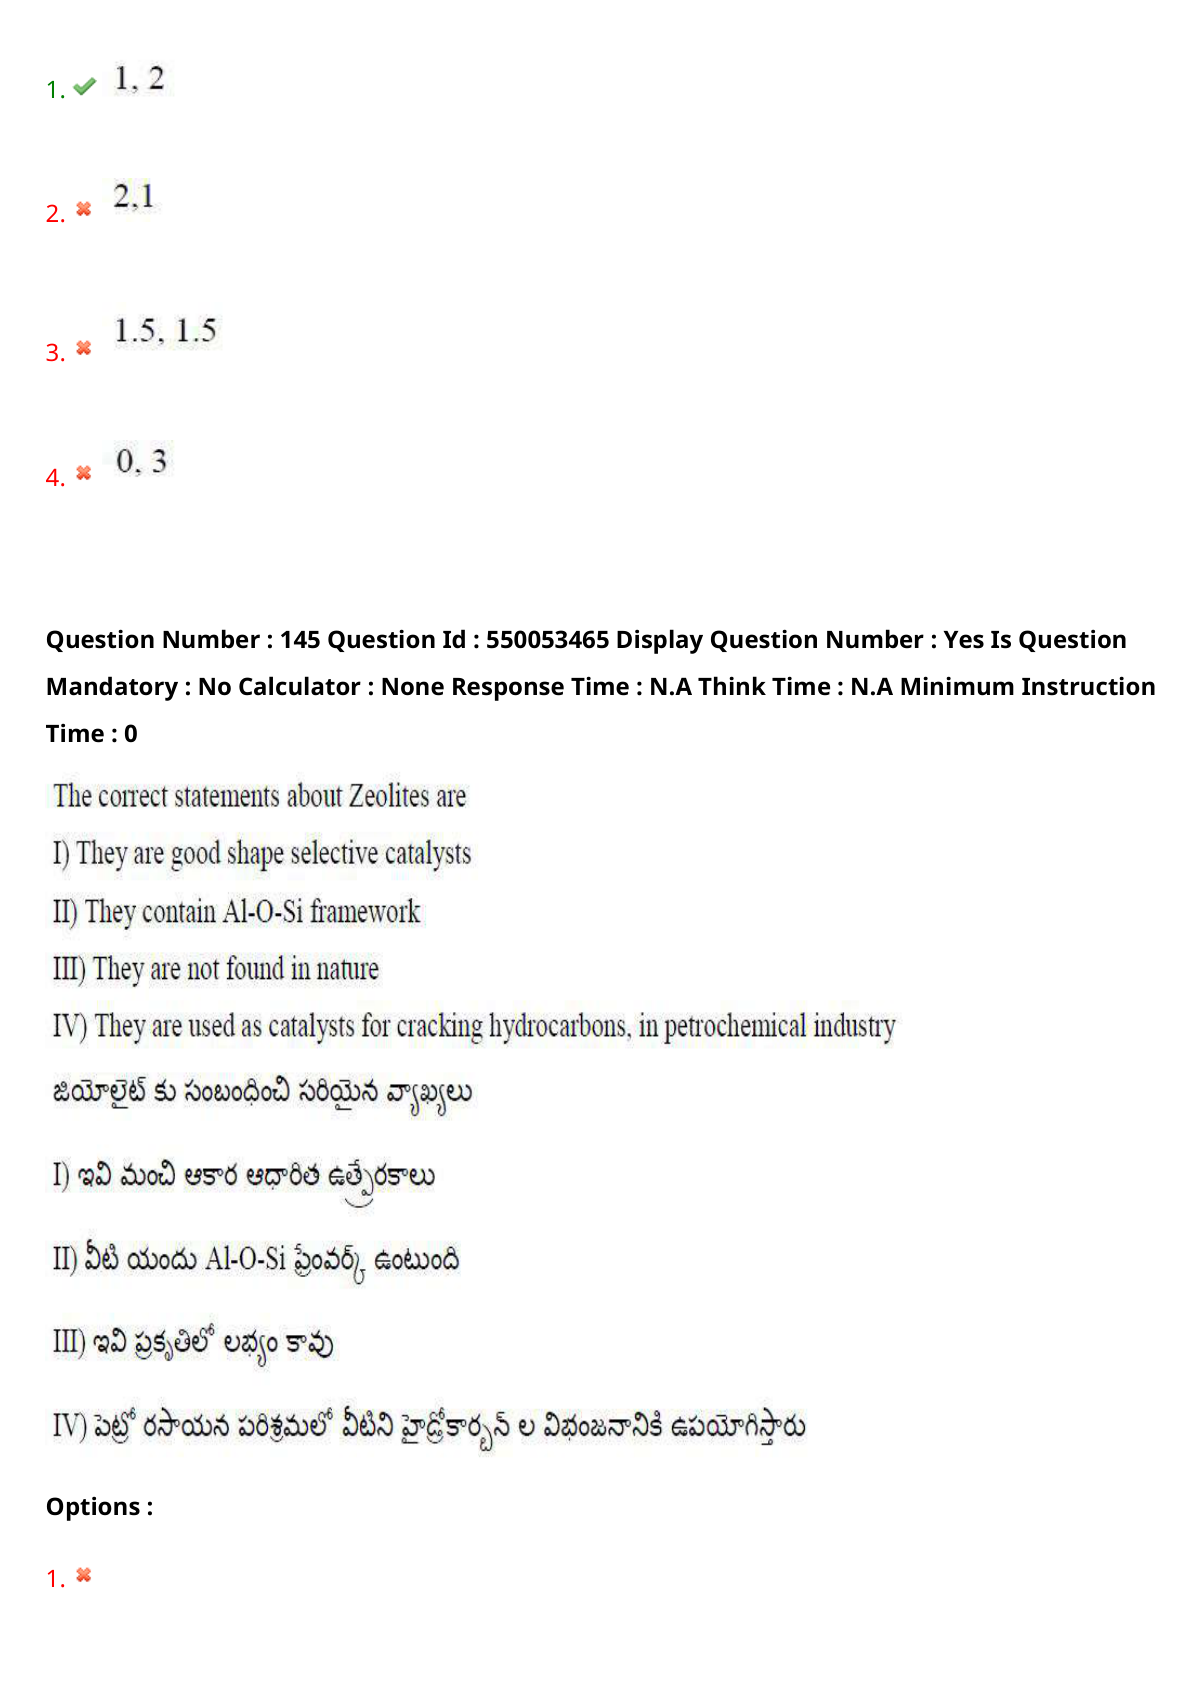 1. 1, 2
2. 2,1
3. 1.5, 1.5
4. 0, 3
Question Number : 145 Question Id : 550053465 Display Question Number : Yes Is Question
Mandatory : No Calculator : None Response Time : N.A Think Time : N.A Minimum Instruction
Time : 0
The correct statements about Zeolites are
I) They are good shape selective catalysts
II) They contain Al-O-Si framework
III) They are not found in nature
IV) They are used as catalysts for cracking hydrocarbons, in petrochemical industry
జియోలైట్ కు సంబంధించి సరియైన వ్యాఖ్యలు
I) ఇవి మంచి ఆకార ఆధారిత ఉత్ప్రేరకాలు
II) వీటి యందు Al-O-Si ఫ్రేంవర్క్ ఉంటుంది
III) ఇవి ప్రకృతిలో లభ్యం కావు
IV) పెట్రో రసాయన పరిశ్రమలో వీటిని హైడ్రోకార్బన్ ల విభంజనానికి ఉపయోగిస్తారు
Options :
1.